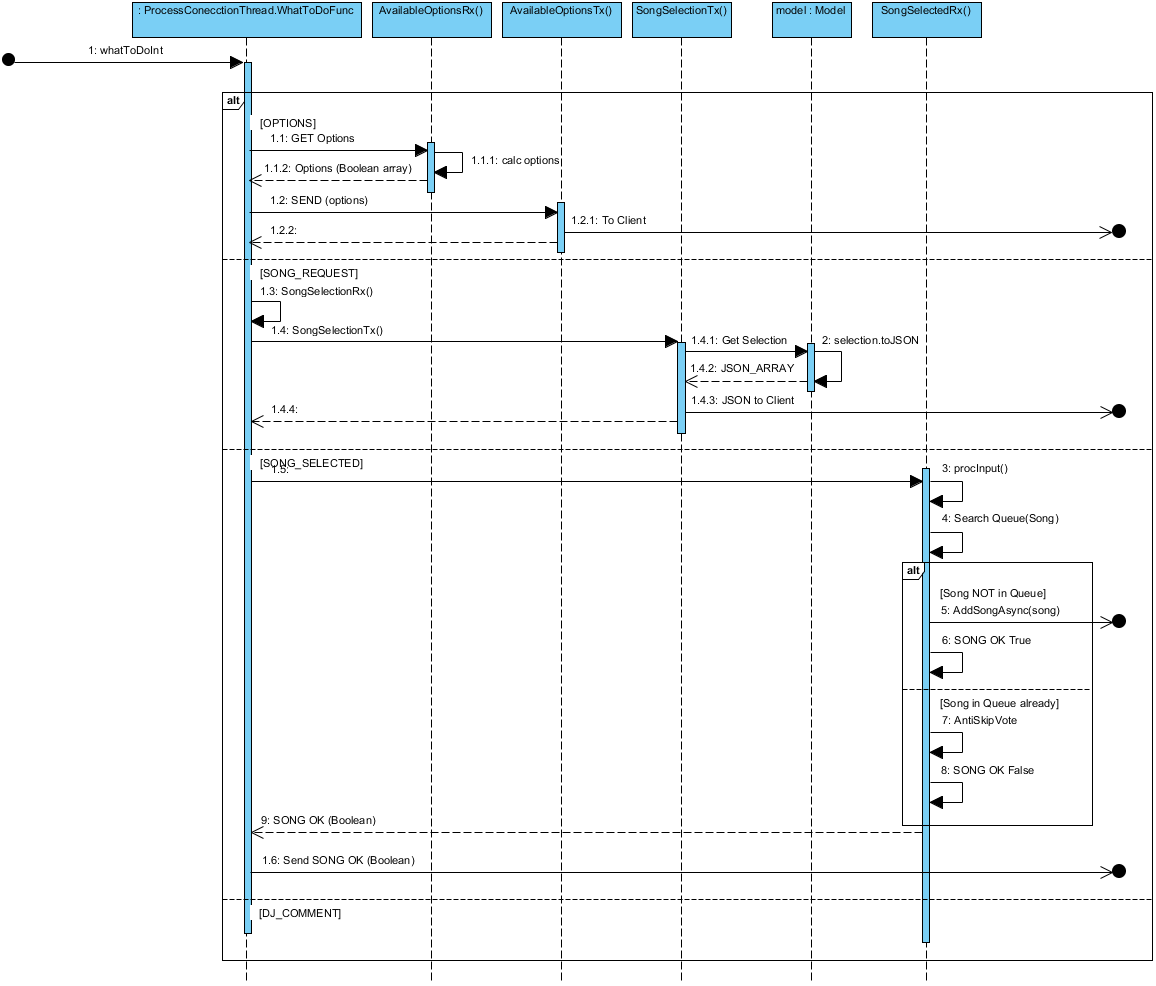 : ProcessConecctionThread.WhatToDoFunc
AvailableOptionsRx()
AvailableOptionsTx()
SongSelectionTx()
model : Model
SongSelectedRx()
1: whatToDoInt
alt
[OPTIONS]
1.1: GET Options
1.1.1: calc options
1.1.2: Options (Boolean array)
1.2: SEND (options)
1.2.1: To Client
1.2.2:
[SONG_REQUEST]
1.3: SongSelectionRx()
1.4: SongSelectionTx()
1.4.1: Get Selection
2: selection.toJSON
1.4.2: JSON_ARRAY
1.4.3: JSON to Client
1.4.4:
[SONG_SELECTED]
1.5:
3: procInput()
4: Search Queue(Song)
alt
[Song NOT in Queue]
5: AddSongAsync(song)
6: SONG OK True
[Song in Queue already]
7: AntiSkipVote
8: SONG OK False
9: SONG OK (Boolean)
1.6: Send SONG OK (Boolean)
[DJ_COMMENT]